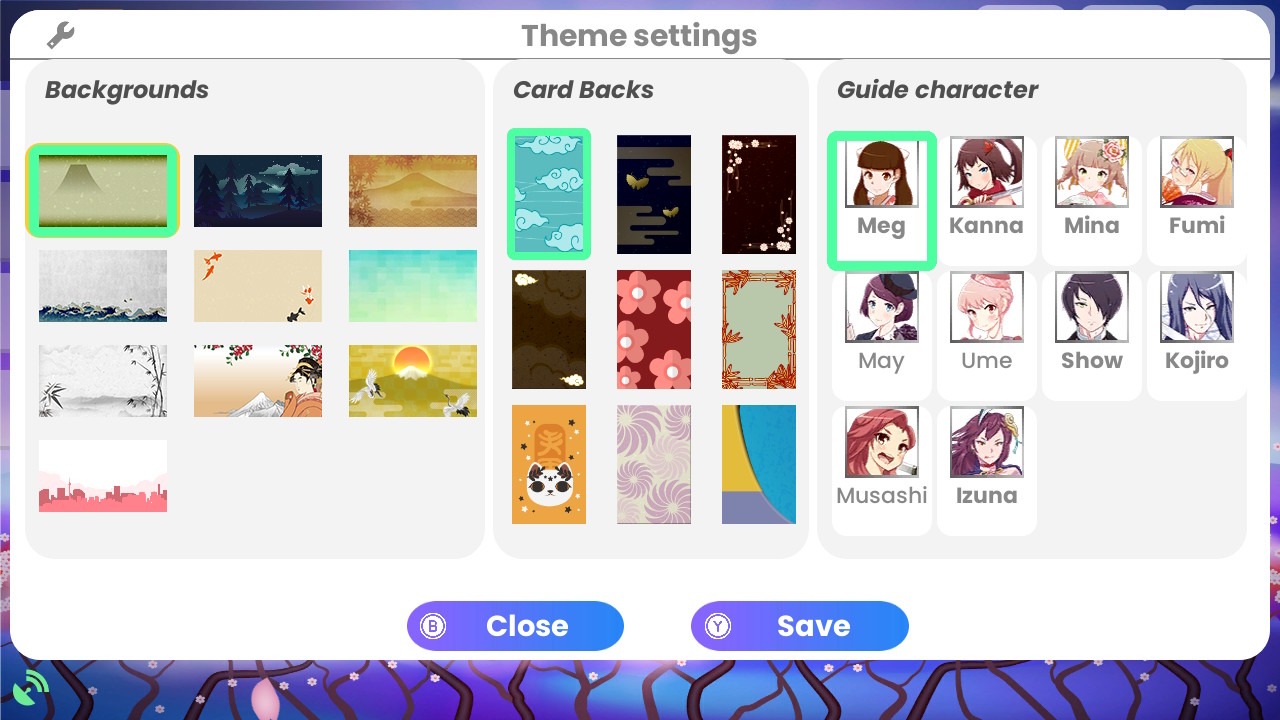 Theme settings
Backgrounds
Card Backs
Guide character
Meg
Kanna
Mina
Fumi
May
Ume
Show
Kojiro
Musashi
Izuna
B Close
Y Save